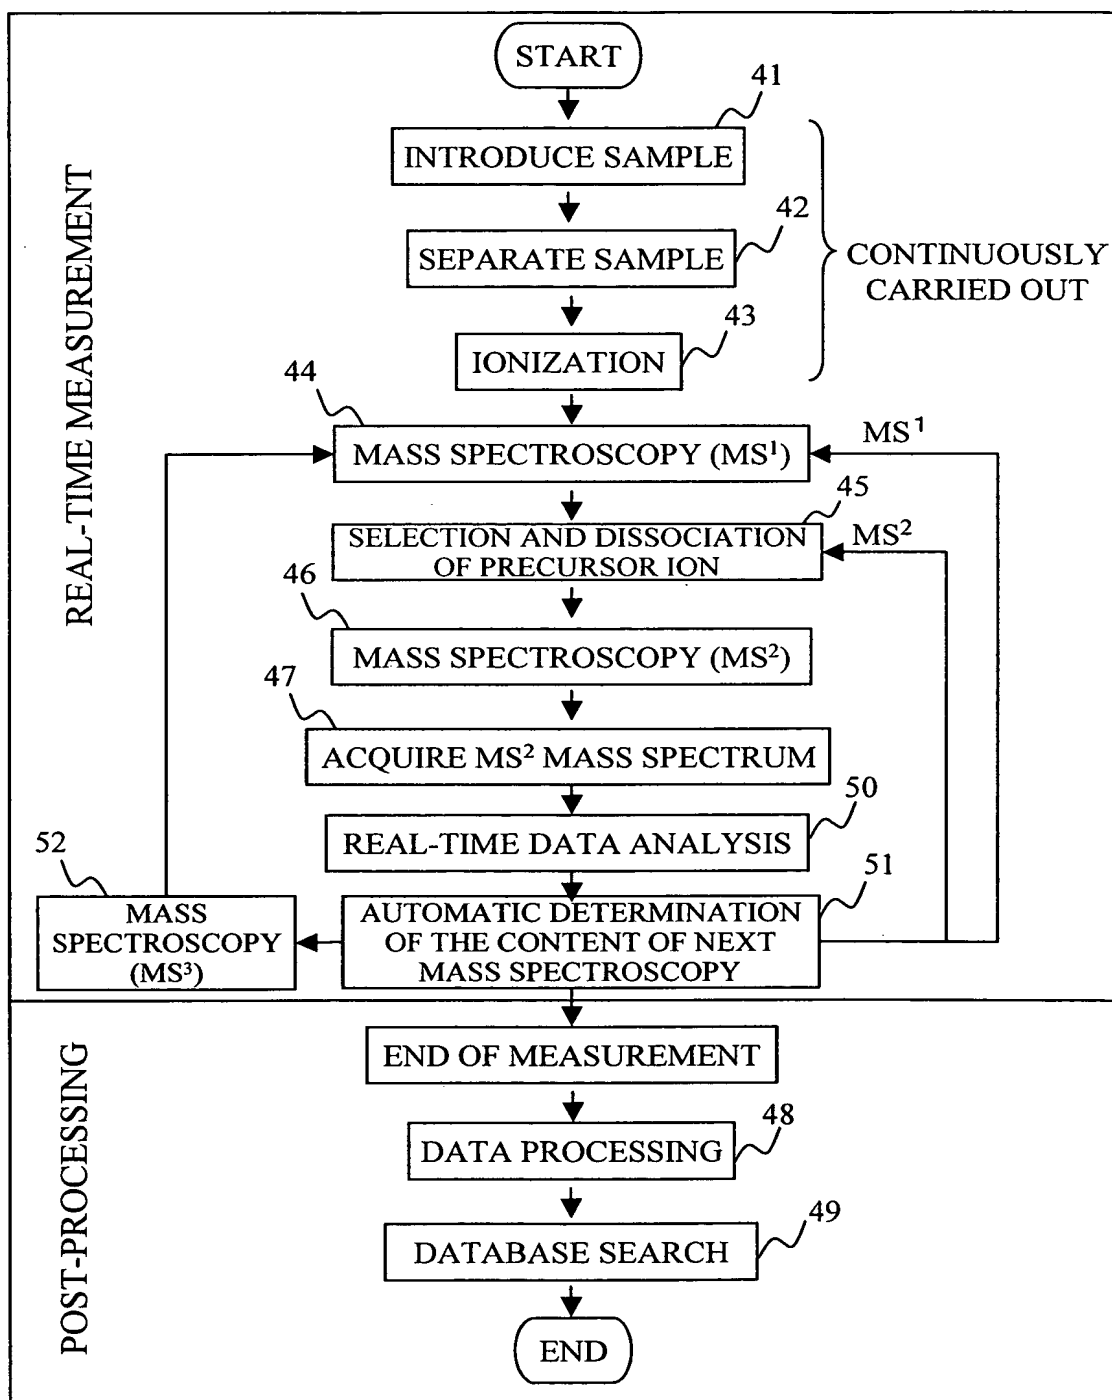 START
41
INTRODUCE SAMPLE
42
SEPARATE SAMPLE
CONTINUOUSLY
CARRIED OUT
43
IONIZATION
REAL-TIME MEASUREMENT
44
MASS SPECTROSCOPY (MS¹)
MS¹
45
SELECTION AND DISSOCIATION
OF PRECURSOR ION
MS²
46
MASS SPECTROSCOPY (MS²)
47
ACQUIRE MS² MASS SPECTRUM
50
REAL-TIME DATA ANALYSIS
51
AUTOMATIC DETERMINATION
OF THE CONTENT OF NEXT
MASS SPECTROSCOPY
52
MASS
SPECTROSCOPY
(MS³)
POST-PROCESSING
END OF MEASUREMENT
48
DATA PROCESSING
49
DATABASE SEARCH
END